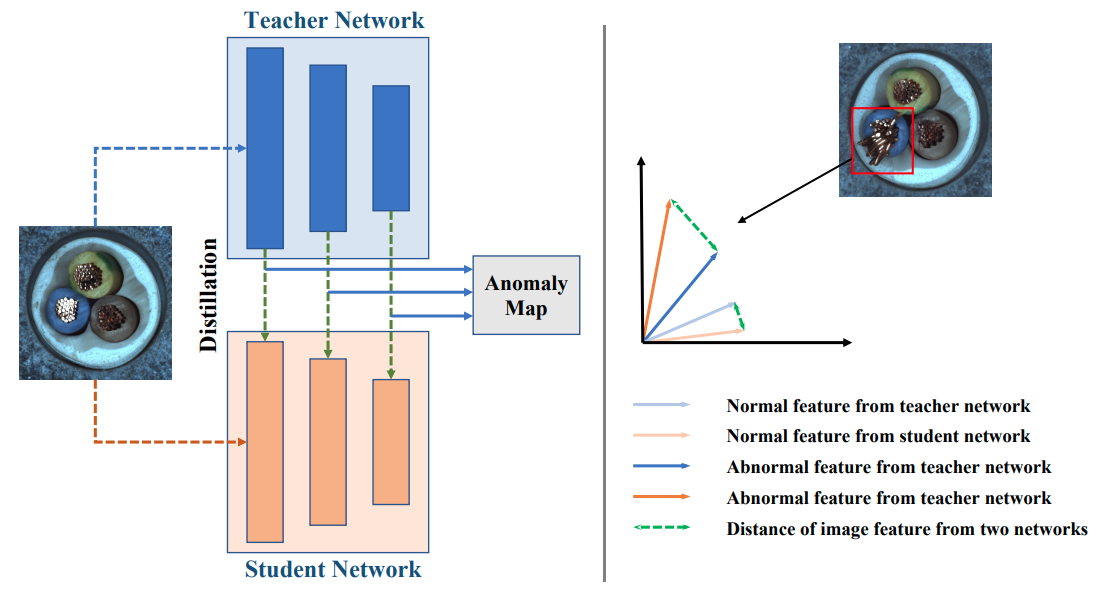 Teacher Network
Distillation
Anomaly
Map
Student Network
Normal feature from teacher network
Normal feature from student network
Abnormal feature from teacher network
Abnormal feature from teacher network
Distance of image feature from two networks